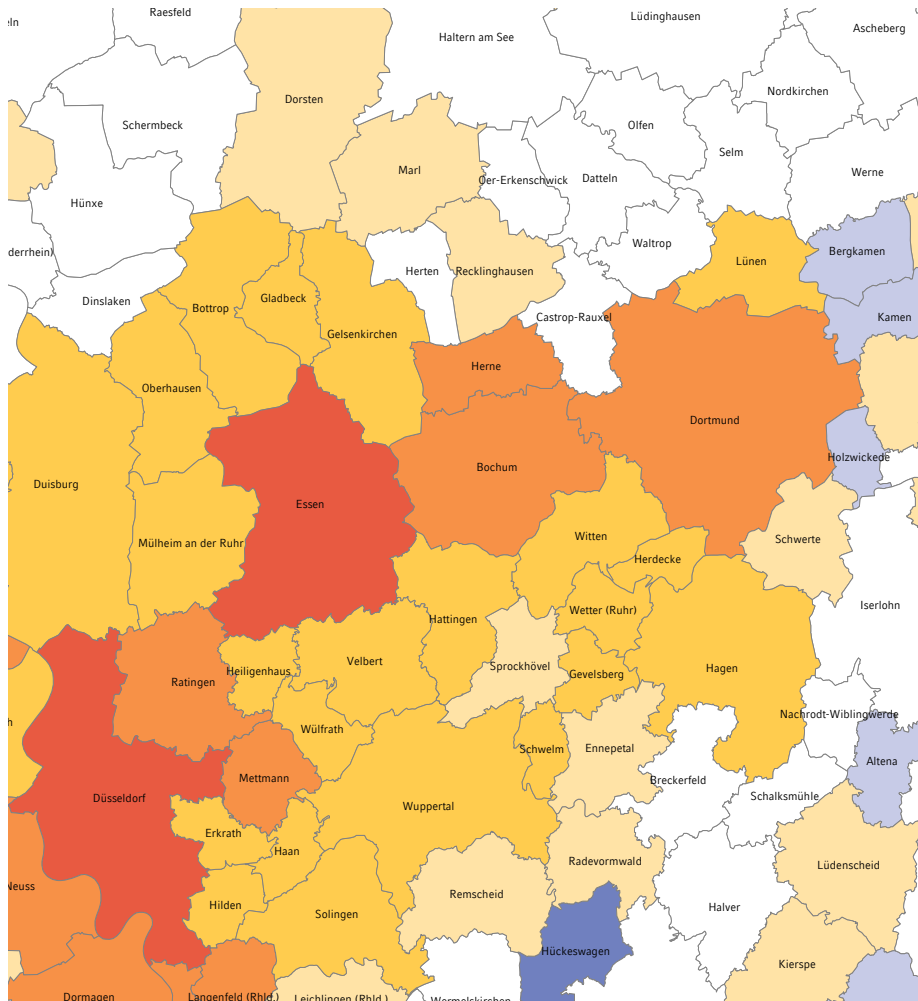 Raesfeld
Lüdinghausen
eln
Ascheberg
Haltern am See
Nordkirchen
Dorsten
Schermbeck
Olfen
Selm
Marl
Werne
Oer-Erkenschwick
Datteln
Hünxe
Waltrop
derrhein)
Bergkamen
Lünen
Herten
Recklinghausen
Dinslaken
Gladbeck
Bottrop
Castrop-Rauxel
Kamen
Gelsenkirchen
Herne
Oberhausen
Dortmund
Holzwickede
Bochum
Duisburg
Essen
Witten
Schwerte
Mülheim an der Ruhr
Herdecke
Iserlohn
Wetter (Ruhr)
Hattingen
Velbert
Sprockhövel
Hagen
Heiligenhaus
Gevelsberg
Ratingen
Nachrodt-Wiblingwerde
h
Wülfrath
Schwelm
Ennepetal
Altena
Mettmann
Breckerfeld
Düsseldorf
Schalksmühle
Wuppertal
Erkrath
Haan
Radevormwald
Lüdenscheid
Neuss
Remscheid
Hilden
Halver
Solingen
Hückeswagen
Kierspe
Dormagen
Langenfeld (Rhld.)
Leichlingen (Rhld.)
Wermelskirchen